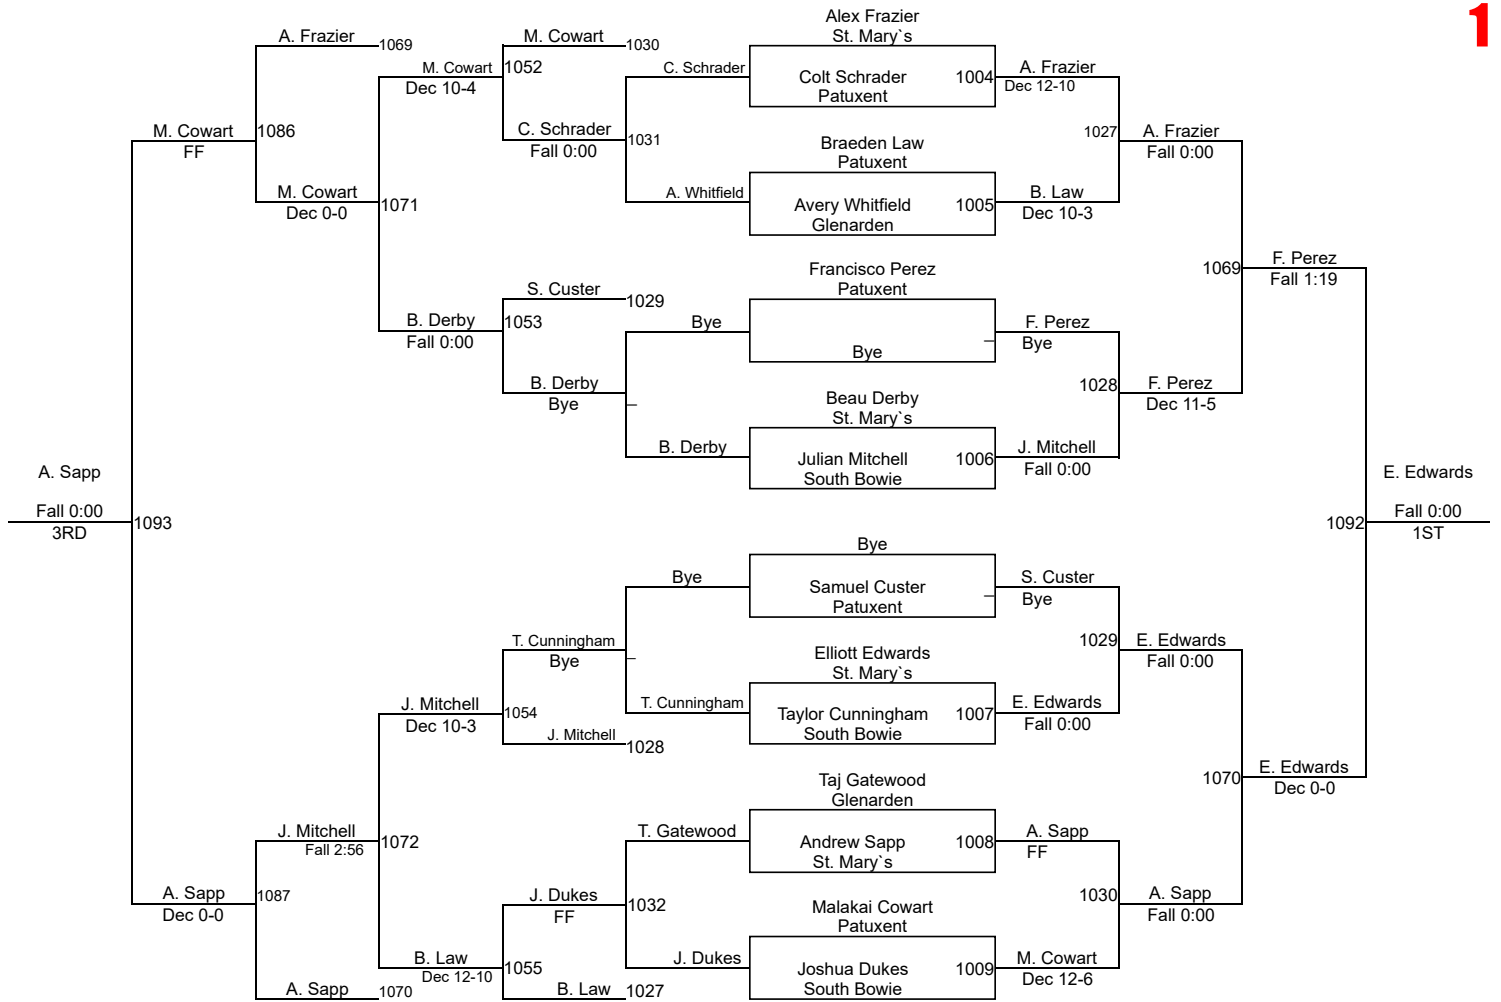 1
Alex Frazier
St. Mary`s
A. Frazier
1069
M. Cowart
1030
M. Cowart
1052
Dec 10-4
C. Schrader
Colt Schrader
Patuxent
1004
A. Frazier
Dec 12-10
M. Cowart
FF
1086
C. Schrader
Fall 0:00
1031
Braeden Law
Patuxent
1027
A. Frazier
Fall 0:00
M. Cowart
Dec 0-0
1071
A. Whitfield
Avery Whitfield
Glenarden
1005
B. Law
Dec 10-3
Francisco Perez
Patuxent
1069
F. Perez
Fall 1:19
S. Custer
1029
B. Derby
Fall 0:00
1053
Bye
Bye
F. Perez
Bye
B. Derby
Bye
Beau Derby
St. Mary`s
1028
F. Perez
Dec 11-5
B. Derby
Julian Mitchell
South Bowie
1006
J. Mitchell
Fall 0:00
A. Sapp
Fall 0:00
3RD
1093
E. Edwards
1092
Fall 0:00
1ST
Bye
Bye
Samuel Custer
Patuxent
S. Custer
Bye
T. Cunningham
Bye
Elliott Edwards
St. Mary`s
1029
E. Edwards
Fall 0:00
J. Mitchell
Dec 10-3
1054
T. Cunningham
Taylor Cunningham
South Bowie
1007
E. Edwards
Fall 0:00
J. Mitchell
1028
Taj Gatewood
Glenarden
1070
E. Edwards
Dec 0-0
J. Mitchell
Fall 2:56
1072
T. Gatewood
Andrew Sapp
St. Mary`s
1008
A. Sapp
FF
A. Sapp
Dec 0-0
1087
J. Dukes
FF
1032
Malakai Cowart
Patuxent
1030
A. Sapp
Fall 0:00
B. Law
Dec 12-10
1055
J. Dukes
Joshua Dukes
South Bowie
1009
M. Cowart
Dec 12-6
A. Sapp
1070
B. Law
1027